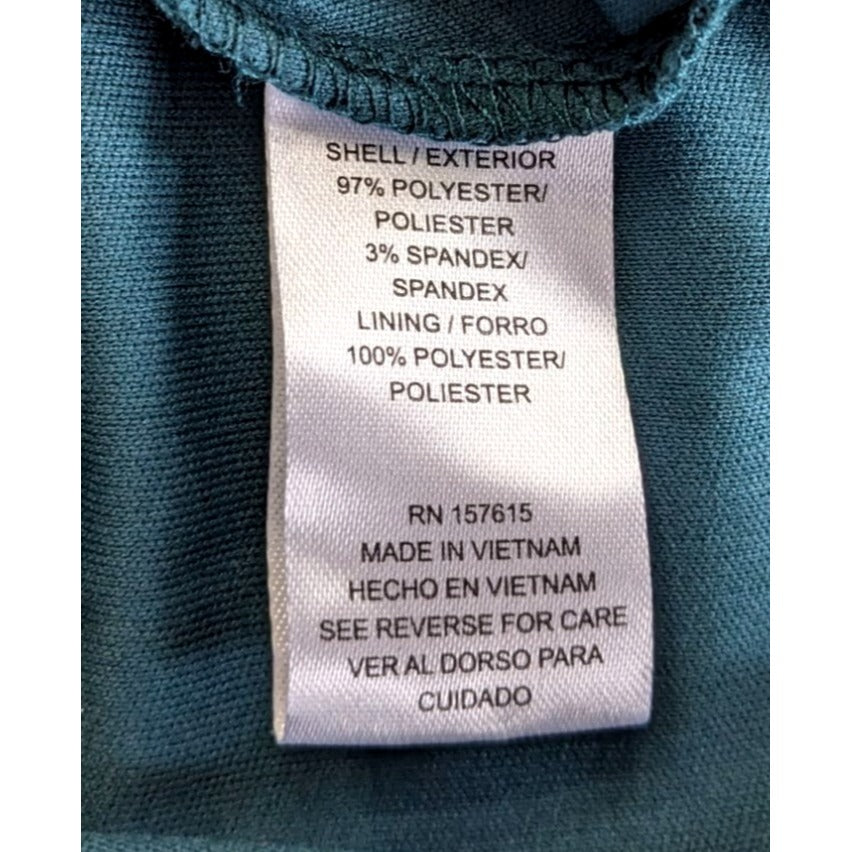 SHELL / EXTERIOR
97% POLYESTER/
POLIESTER
3% SPANDEX/
SPANDEX
LINING / FORRO
100% POLYESTER/
POLIESTER
RN 157615
MADE IN VIETNAM
HECHO EN VIETNAM
SEE REVERSE FOR CARE
VER AL DORSO PARA
CUIDADO